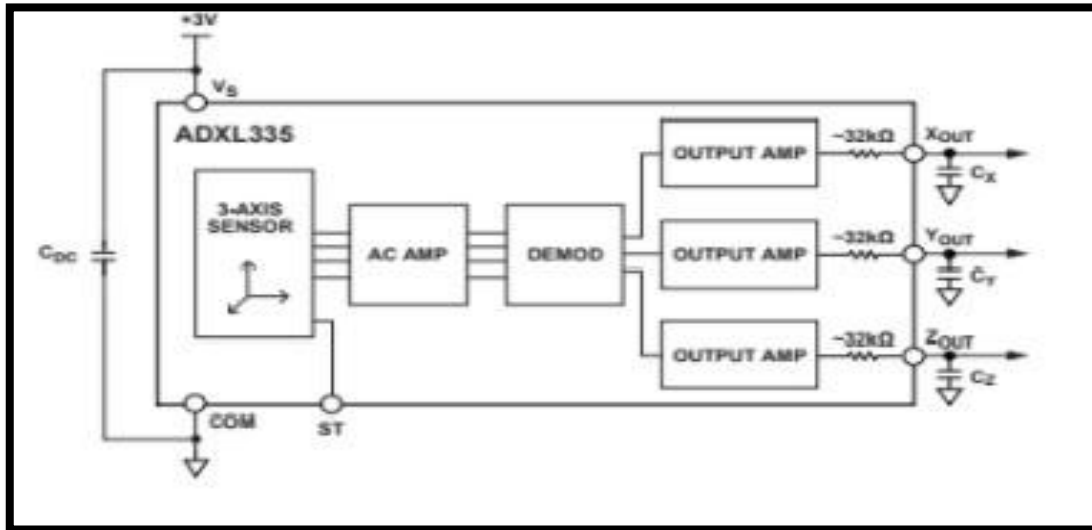 +3V
VS
ADXL335
3-AXIS
SENSOR
AC AMP
DEMOD
OUTPUT AMP
~32kΩ
XOUT
CX
OUTPUT AMP
~32kΩ
YOUT
CY
OUTPUT AMP
~32kΩ
ZOUT
CZ
CDC
COM
ST